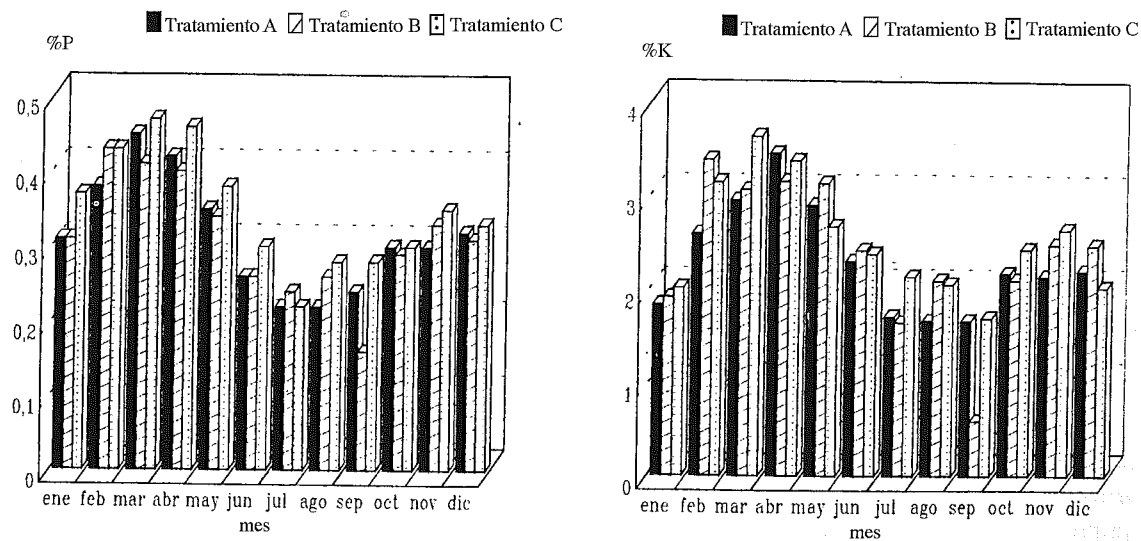 Tratamiento A Tratamiento B Tratamiento C
%P
0,5
0,4
0,3
0,2
0,1
0
ene feb mar abr may jun jul ago sep oct nov dic
mes
Tratamiento A Tratamiento B Tratamiento C
%K
4
3
2
1
0
ene feb mar abr may jun jul ago sep oct nov dic
mes